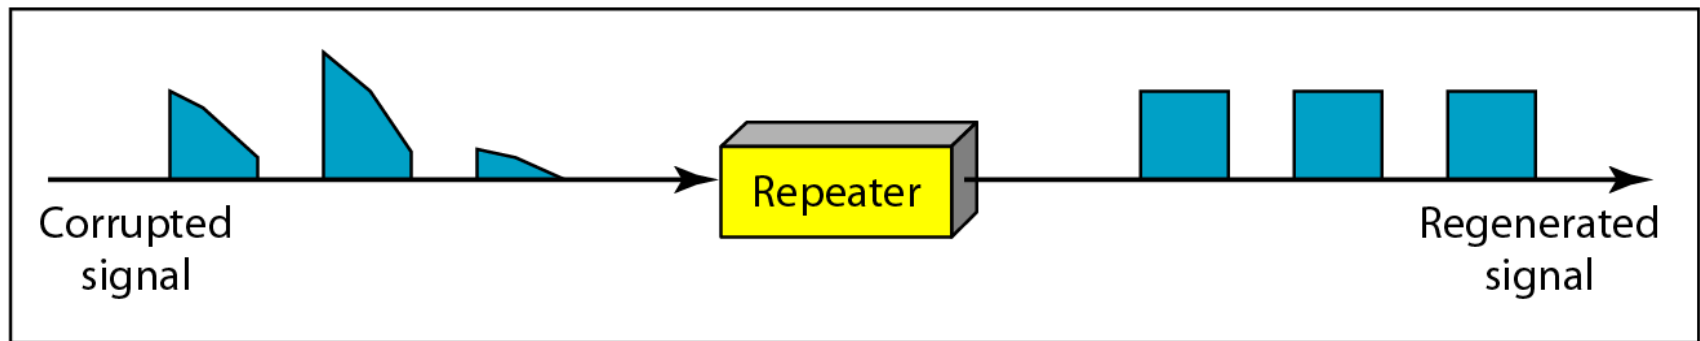 Corrupted
signal
Repeater
Regenerated
signal